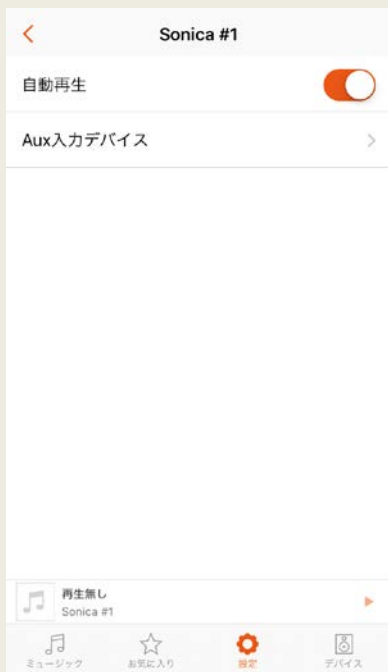 Sonica #1
自動再生
Aux入力デバイス
再生無し
Sonica #1
ミュージック
お気に入り
設定
デバイス